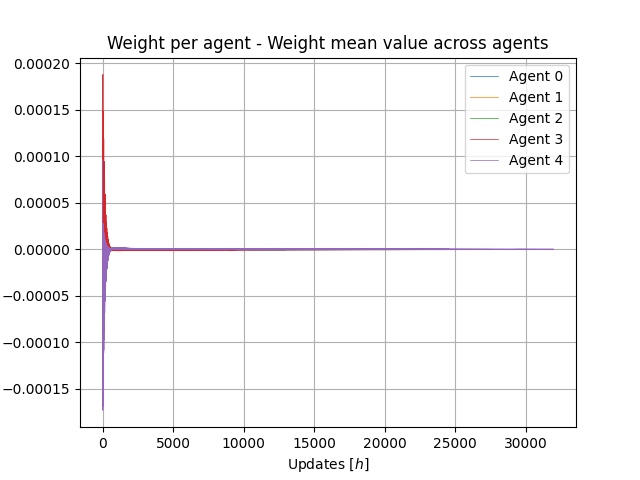 Weight per agent - Weight mean value across agents
0.00020
0.00015
0.00010
0.00005
0.00000
−0.00005
−0.00010
−0.00015
Agent 0
Agent 1
Agent 2
Agent 3
Agent 4
0 5000 10000 15000 20000 25000 30000
Updates [h]